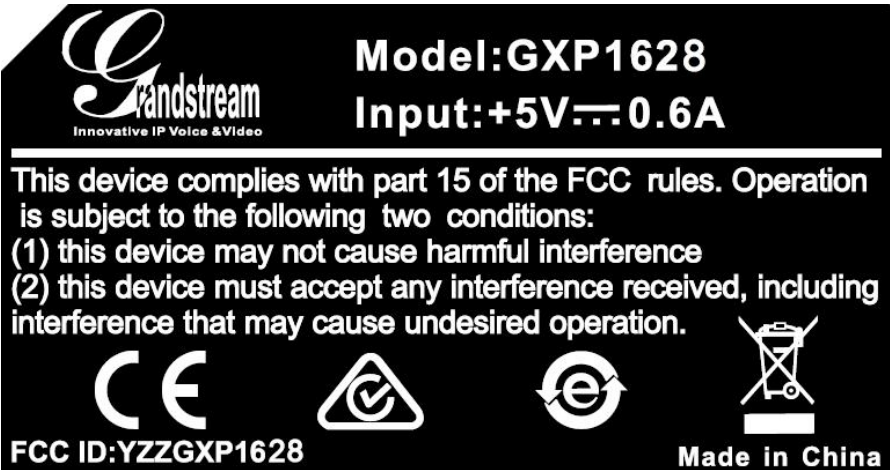 Grandstream
Innovative IP Voice &Video
Model:GXP1628
Input:+5V⎓0.6A
This device complies with part 15 of the FCC rules. Operation
is subject to the following two conditions:
(1) this device may not cause harmful interference
(2) this device must accept any interference received, including
interference that may cause undesired operation.
CE
e
FCC ID:YZZGXP1628
Made in China